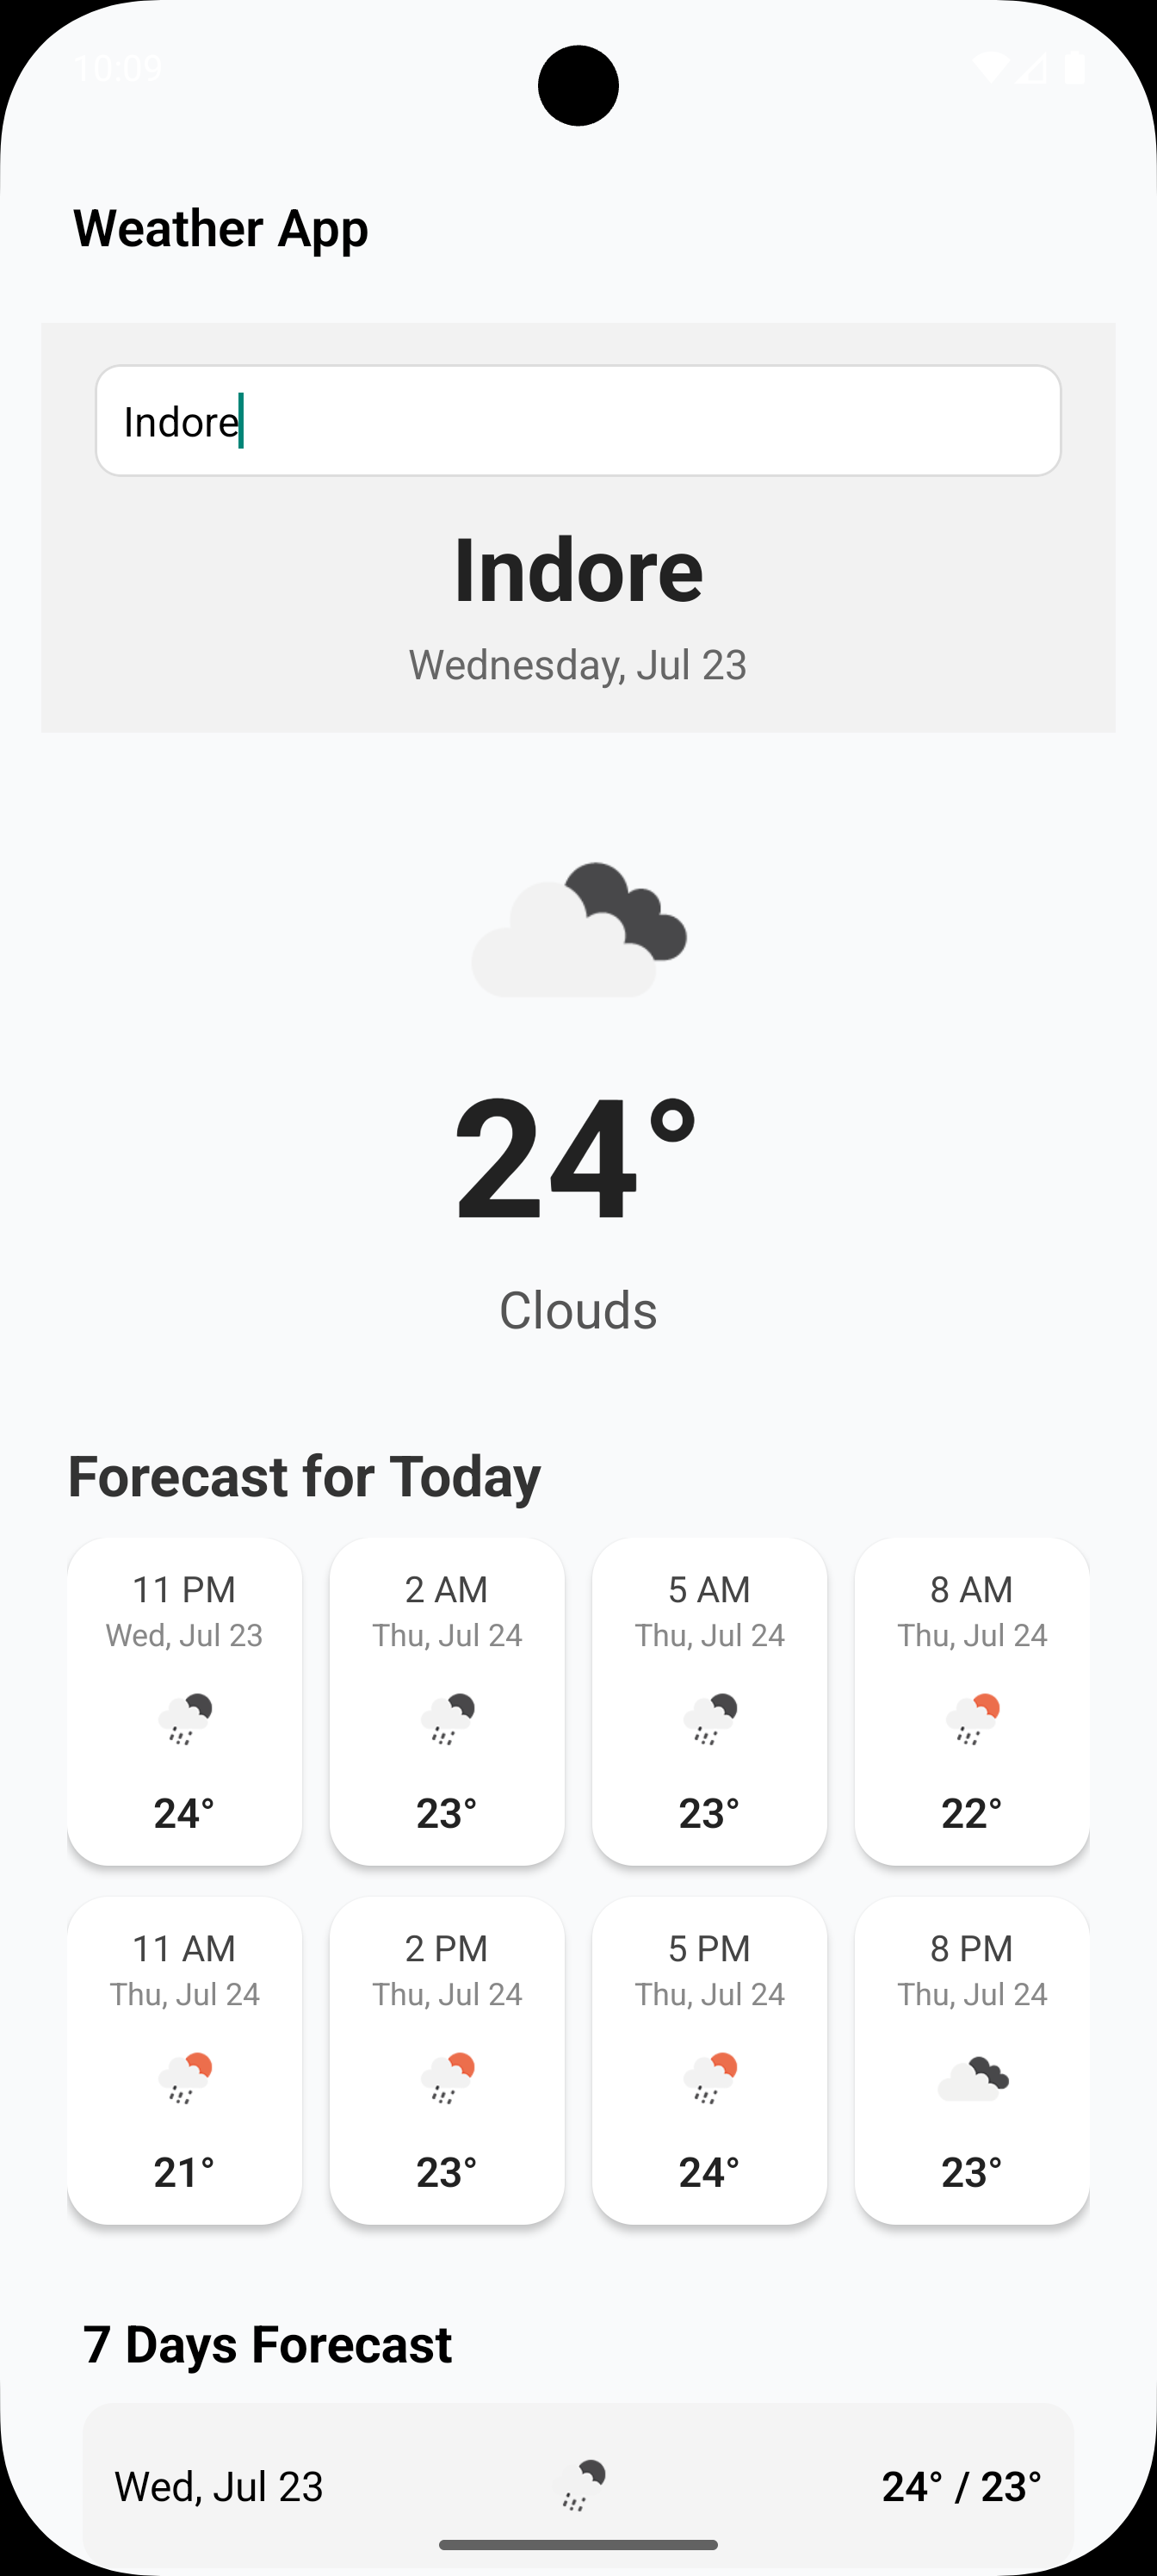 10:09
Weather App
Indore
Indore
Wednesday, Jul 23
24°
Clouds
Forecast for Today
11 PM 2 AM 5 AM 8 AM
Wed, Jul 23 Thu, Jul 24 Thu, Jul 24 Thu, Jul 24
24° 23° 23° 22°
11 AM 2 PM 5 PM 8 PM
Thu, Jul 24 Thu, Jul 24 Thu, Jul 24 Thu, Jul 24
21° 23° 24° 23°
7 Days Forecast
Wed, Jul 23 24° / 23°